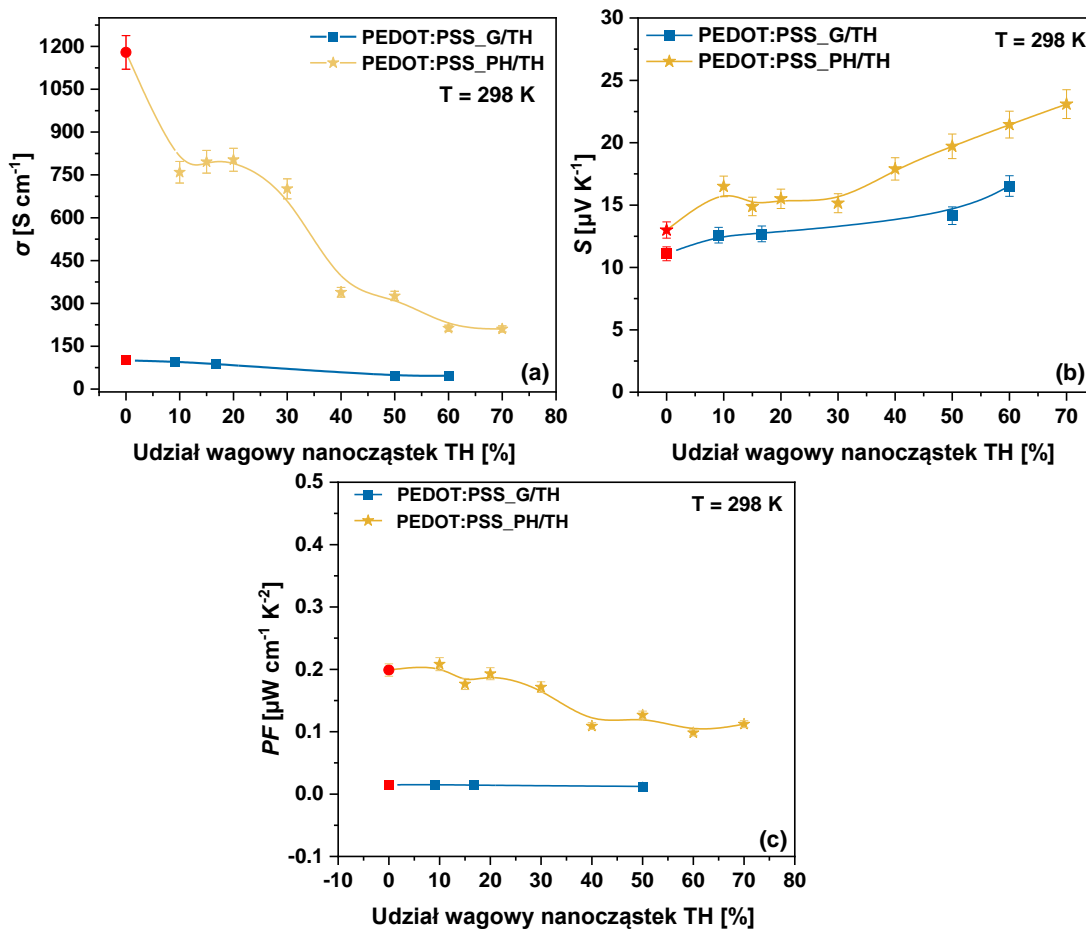 PEDOT:PSS_G/TH
PEDOT:PSS_PH/TH
T = 298 K
σ [S cm⁻¹]
1200
1050
900
750
600
450
300
150
0
(a)
0 10 20 30 40 50 60 70 80
Udział wagowy nanocząstek TH [%]
PEDOT:PSS_G/TH
PEDOT:PSS_PH/TH
T = 298 K
S [µV K⁻¹]
30
25
20
15
10
5
0
(b)
0 10 20 30 40 50 60 70
Udział wagowy nanocząstek TH [%]
PEDOT:PSS_G/TH
PEDOT:PSS_PH/TH
T = 298 K
PF [µW cm⁻¹ K⁻²]
0.5
0.4
0.3
0.2
0.1
0.0
-0.1
(c)
-10 0 10 20 30 40 50 60 70 80
Udział wagowy nanocząstek TH [%]